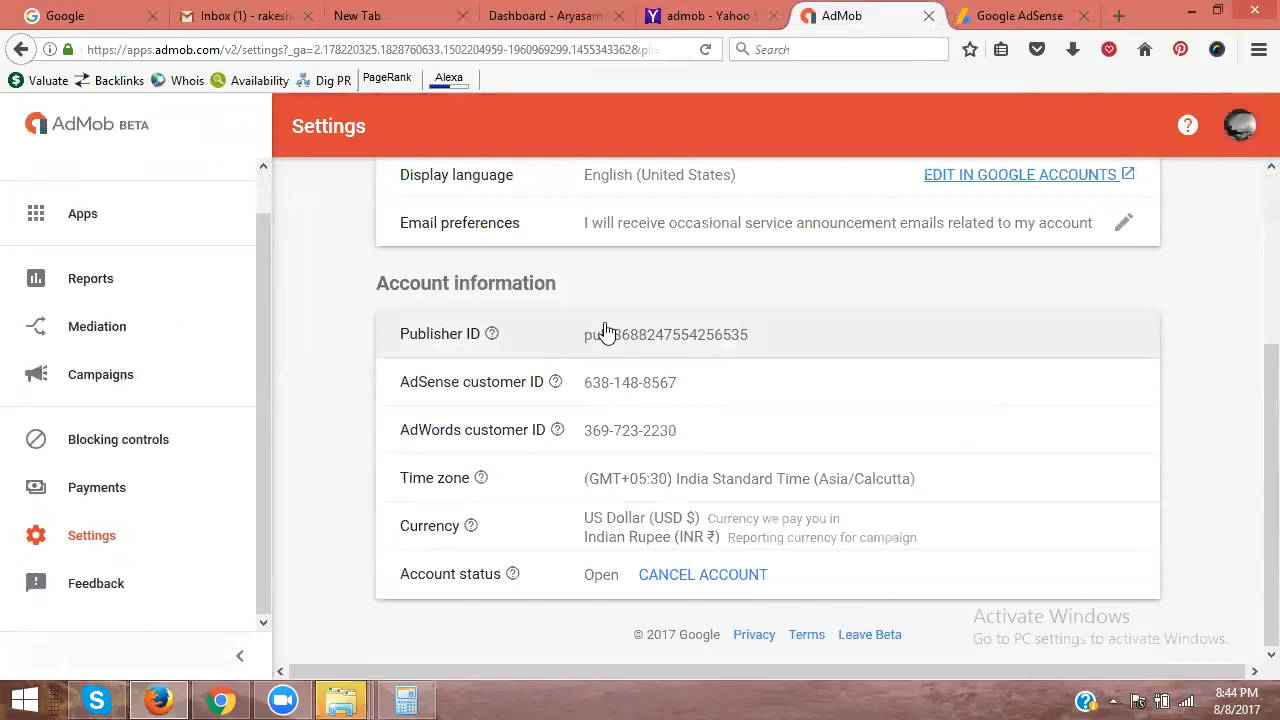 Google
Inbox (1) - rakesh
New Tab
Dashboard - Aryasam
admob - Yahoo S
AdMob
Google AdSense
https://apps.admob.com/v2/settings?_ga=2.178220325.1828760633.1502204959-1960969299.14553433628&pli=
Search
Valuate
Backlinks
Whois
Availability
Dig PR
PageRank
Alexa
AdMob BETA
Settings
Display language
English (United States)
EDIT IN GOOGLE ACCOUNTS
Apps
Email preferences
I will receive occasional service announcement emails related to my account
Reports
Account information
Mediation
Publisher ID
3688247554256535
Campaigns
AdSense customer ID
638-148-8567
AdWords customer ID
369-723-2230
Blocking controls
Time zone
(GMT+05:30) India Standard Time (Asia/Calcutta)
Payments
Currency
US Dollar (USD $) Currency we pay you in
Indian Rupee (INR ₹) Reporting currency for campaign
Settings
Account status
Open
CANCEL ACCOUNT
Feedback
© 2017 Google
Privacy
Terms
Leave Beta
Activate Windows
Go to PC settings to activate Windows.
8:44 PM
8/8/2017